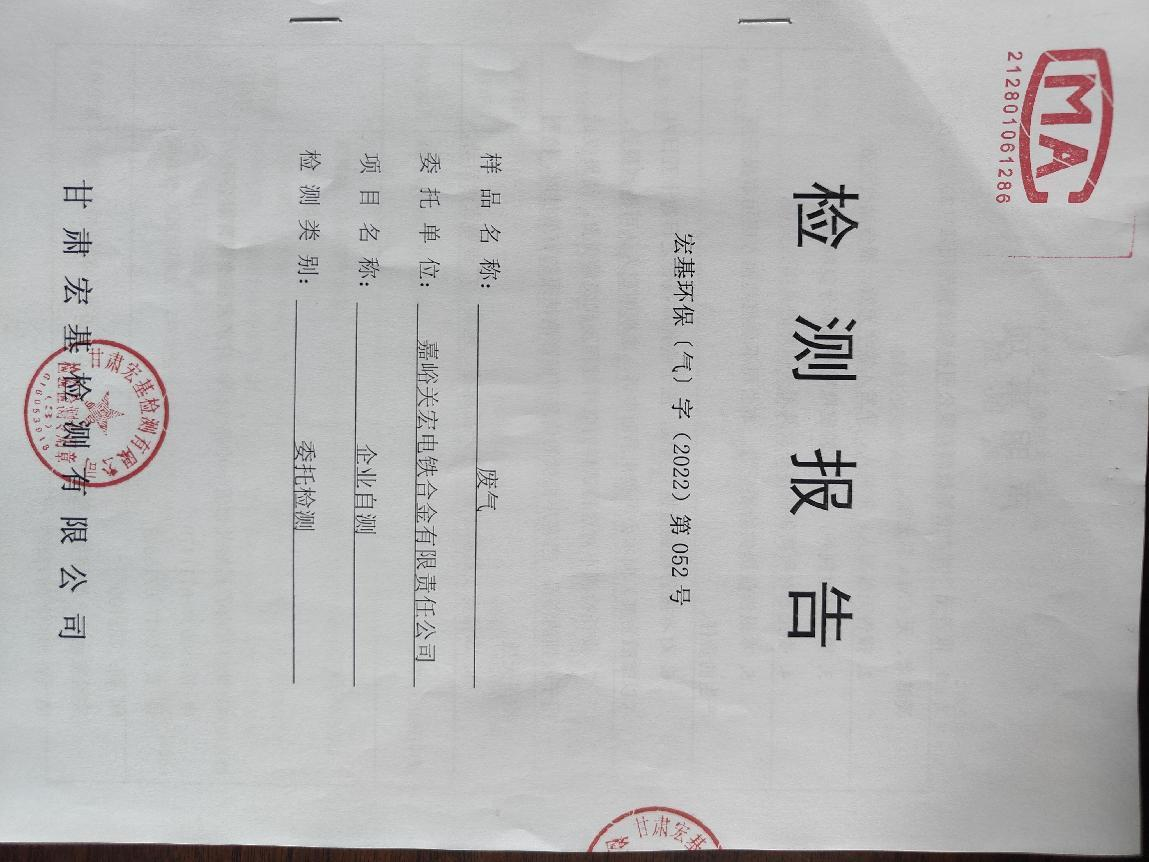 MA
212801061286
检测报告
宏基环保（气）字（2022）第052号
样品名称：废气
委托单位：嘉峪关宏电铁合金有限责任公司
项目名称：企业自测
检测类别：委托检测
甘肃宏基检测有限公司
甘肃宏基检测有限公司
甘肃宏基